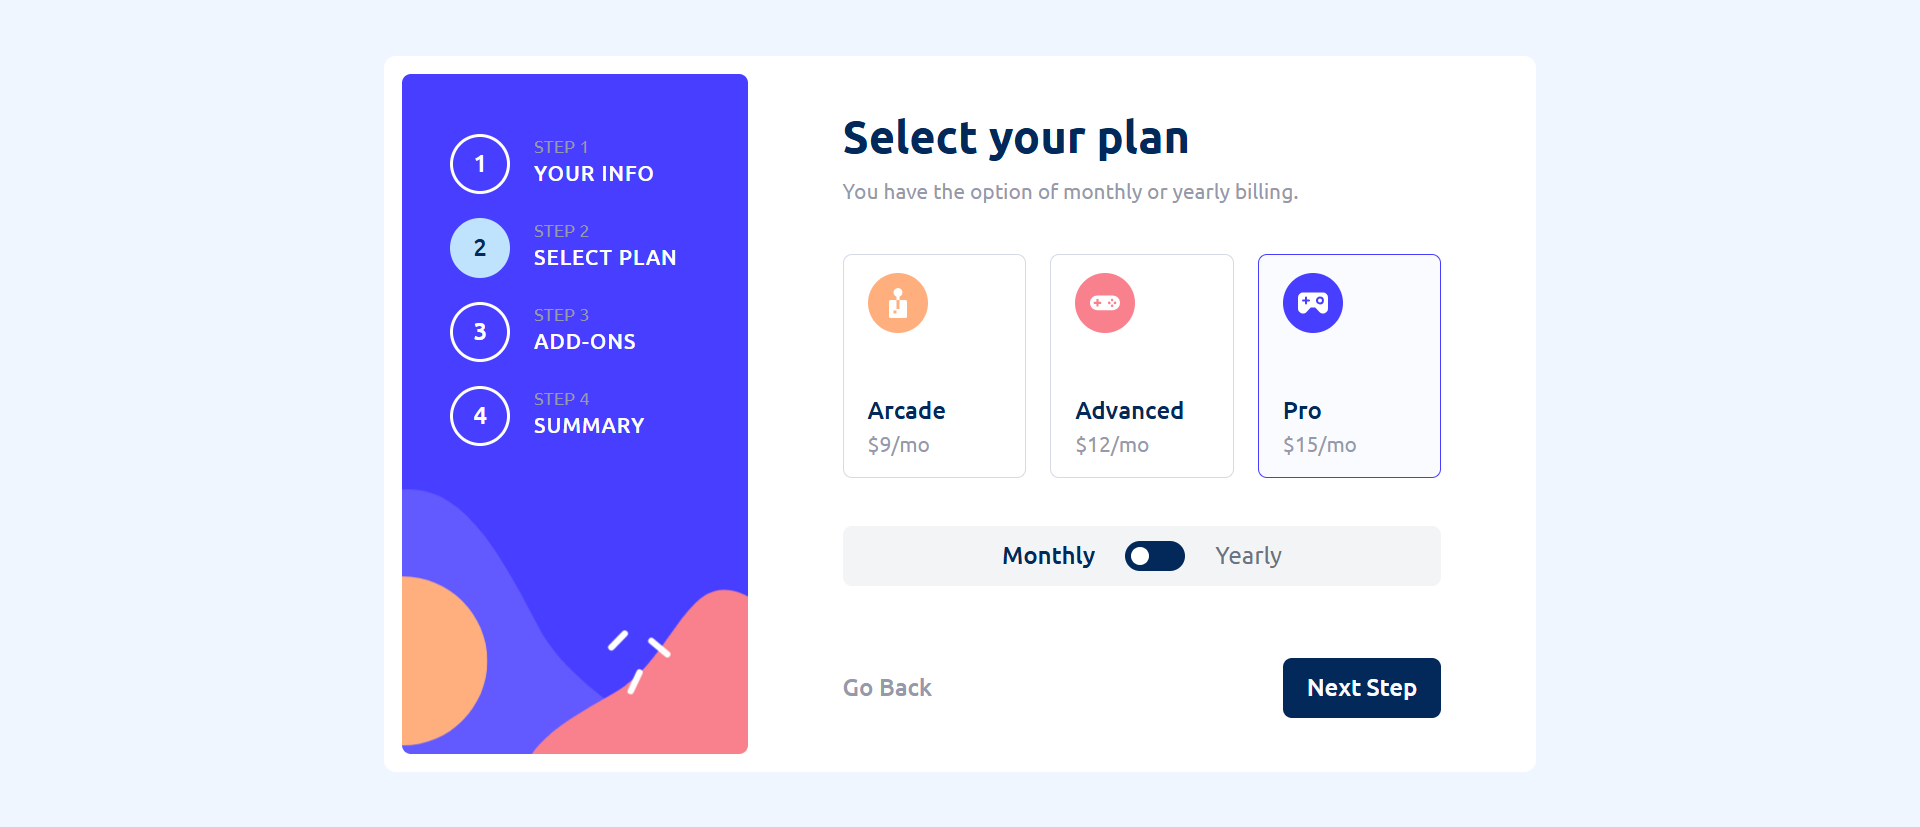 1
STEP 1
YOUR INFO
2
STEP 2
SELECT PLAN
3
STEP 3
ADD-ONS
4
STEP 4
SUMMARY
Select your plan
You have the option of monthly or yearly billing.
Arcade
$9/mo
Advanced
$12/mo
Pro
$15/mo
Monthly
Yearly
Go Back
Next Step